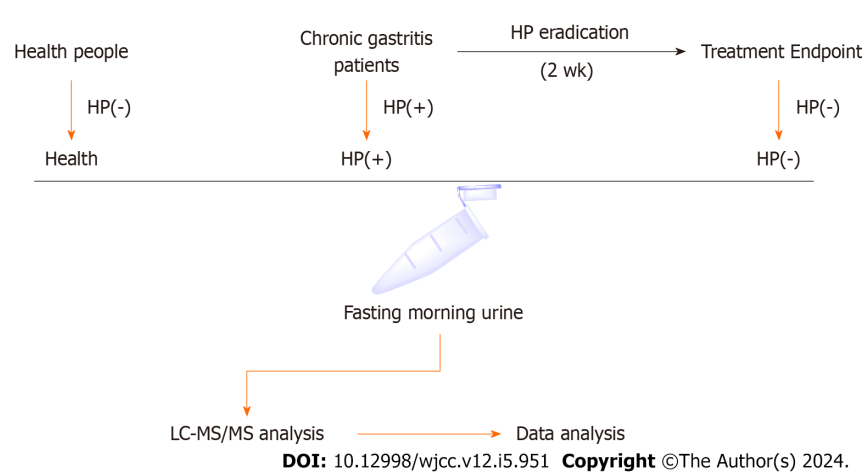 Health people
Chronic gastritis
patients
HP eradication
(2 wk)
Treatment Endpoint
HP(-)
HP(+)
HP(-)
Health
HP(+)
HP(-)
Fasting morning urine
LC-MS/MS analysis
Data analysis
DOI: 10.12998/wjcc.v12.i5.951 Copyright ©The Author(s) 2024.